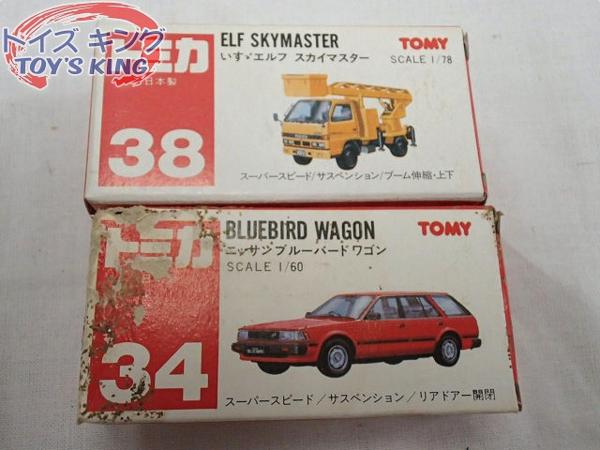 トイズ キング
TOY'S KING
トミカ
日本製
38
ELF SKYMASTER
いすゞエルフ スカイマスター
TOMY
SCALE 1/78
スーパースピード/サスペンション/ブーム伸縮・上下
トミカ
34
BLUEBIRD WAGON
ニッサンブルーバードワゴン
SCALE 1/60
TOMY
スーパースピード/サスペンション/リアドアー開閉